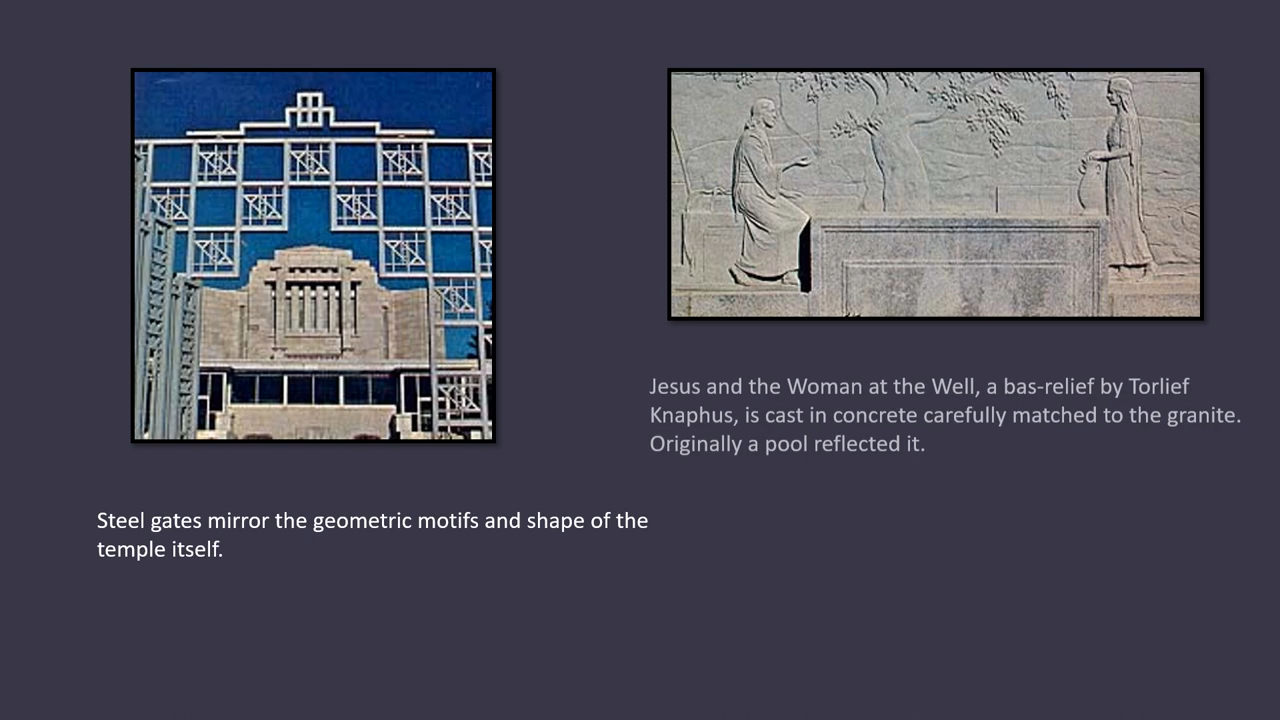 Jesus and the Woman at the Well, a bas-relief by Torlief
Knaphus, is cast in concrete carefully matched to the granite.
Originally a pool reflected it.
Steel gates mirror the geometric motifs and shape of the
temple itself.